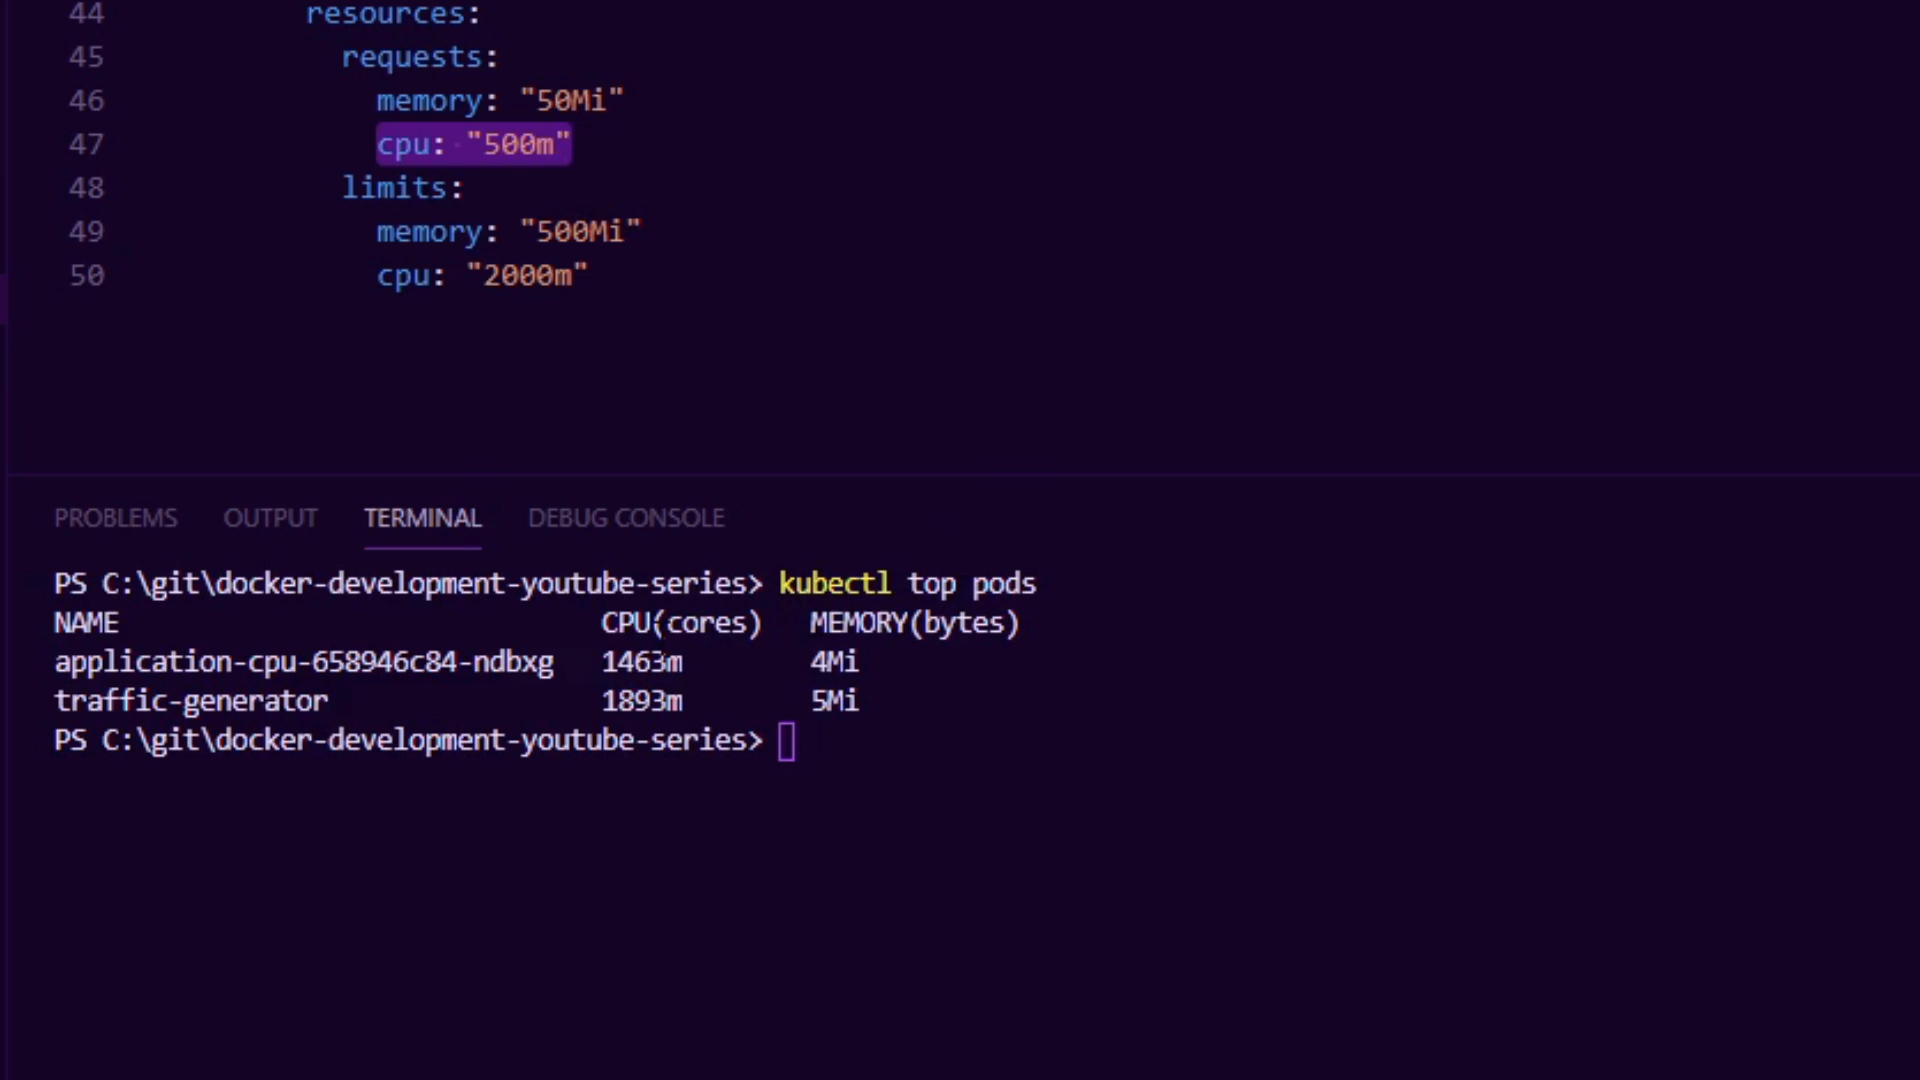 44 resources:
45 requests:
46 memory: "50Mi"
47 cpu: "500m"
48 limits:
49 memory: "500Mi"
50 cpu: "2000m"
PROBLEMS OUTPUT TERMINAL DEBUG CONSOLE
PS C:\git\docker-development-youtube-series> kubectl top pods
NAME CPU(cores) MEMORY(bytes)
application-cpu-658946c84-ndbxg 1463m 4Mi
traffic-generator 1893m 5Mi
PS C:\git\docker-development-youtube-series>